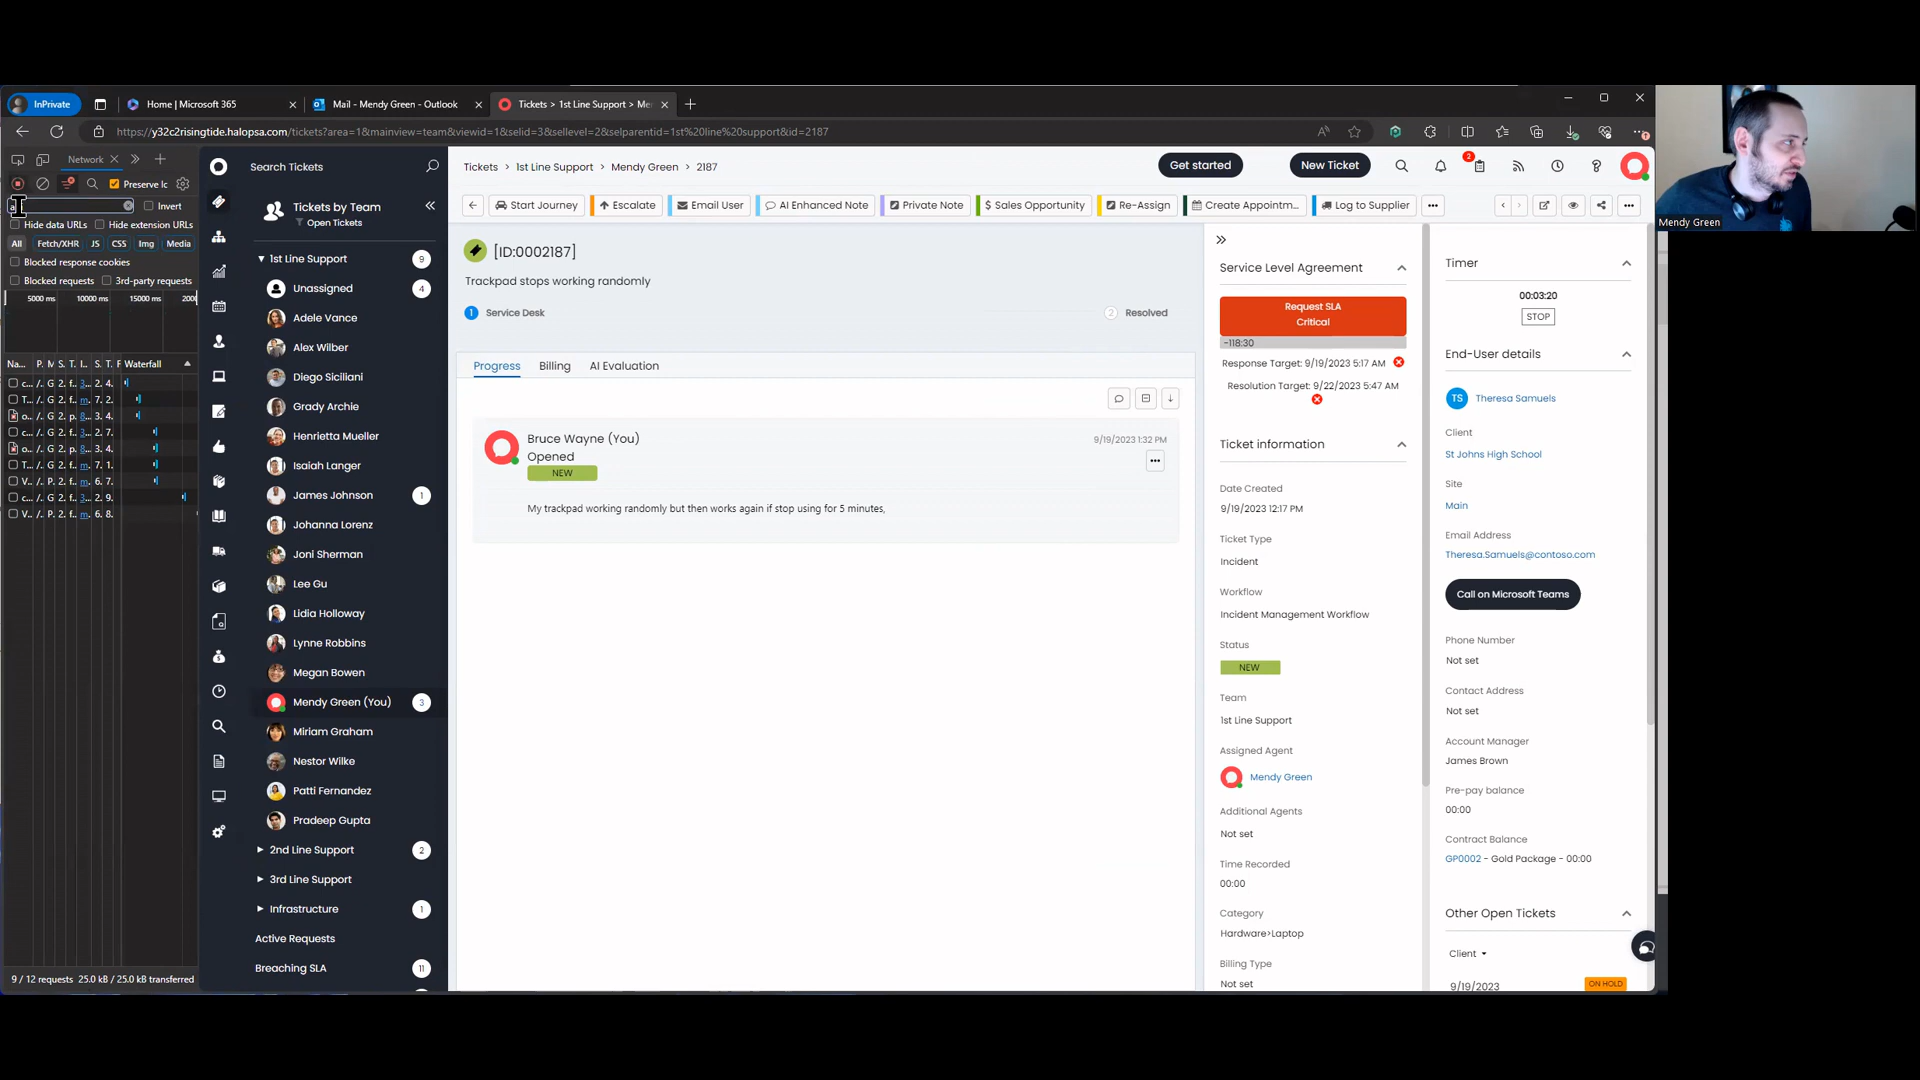 InPrivate
Home | Microsoft 365
Mail - Mendy Green - Outlook
Tickets > 1st Line Support > Me
https://y32c2risingtide.halopsa.com/tickets?area=1&mainview=team&viewid=1&selid=3&sellevel=2&selparentid=1st%20line%20support&id=2187
Mendy Green
Network
Preserve lc
Invert
Hide data URLs
Hide extension URLs
All Fetch/XHR JS CSS Img Media
Blocked response cookies
Blocked requests
3rd-party requests
5000 ms 10000 ms 15000 ms
Na... Waterfall
9 / 12 requests 25.0 kB / 25.0 kB transferred
Search Tickets
Tickets by Team
Open Tickets
1st Line Support 9
Unassigned 4
Adele Vance
Alex Wilber
Diego Siciliani
Grady Archie
Henrietta Mueller
Isaiah Langer
James Johnson 1
Johanna Lorenz
Joni Sherman
Lee Gu
Lidia Holloway
Lynne Robbins
Megan Bowen
Mendy Green (You) 3
Miriam Graham
Nestor Wilke
Patti Fernandez
Pradeep Gupta
2nd Line Support 2
3rd Line Support
Infrastructure 1
Active Requests
Breaching SLA 11
Tickets > 1st Line Support > Mendy Green > 2187
Get started
New Ticket
2
Start Journey
Escalate
Email User
AI Enhanced Note
Private Note
$ Sales Opportunity
Re-Assign
Create Appointm...
Log to Supplier
[ID:0002187]
Trackpad stops working randomly
1 Service Desk
2 Resolved
Progress Billing AI Evaluation
Bruce Wayne (You)
9/19/2023 1:32 PM
Opened
NEW
My trackpad working randomly but then works again if stop using for 5 minutes,
Service Level Agreement
Request SLA
Critical
-118:30
Response Target: 9/19/2023 5:17 AM
Resolution Target: 9/22/2023 5:47 AM
Ticket information
Date Created
9/19/2023 12:17 PM
Ticket Type
Incident
Workflow
Incident Management Workflow
Status
NEW
Team
1st Line Support
Assigned Agent
Mendy Green
Additional Agents
Not set
Time Recorded
00:00
Category
Hardware>Laptop
Billing Type
Not set
Timer
00:03:20
STOP
End-User details
TS Theresa Samuels
Client
St Johns High School
Site
Main
Email Address
Theresa.Samuels@contoso.com
Call on Microsoft Teams
Phone Number
Not set
Contact Address
Not set
Account Manager
James Brown
Pre-pay balance
00:00
Contract Balance
GP0002 - Gold Package - 00:00
Other Open Tickets
Client
9/19/2023
ON HOLD